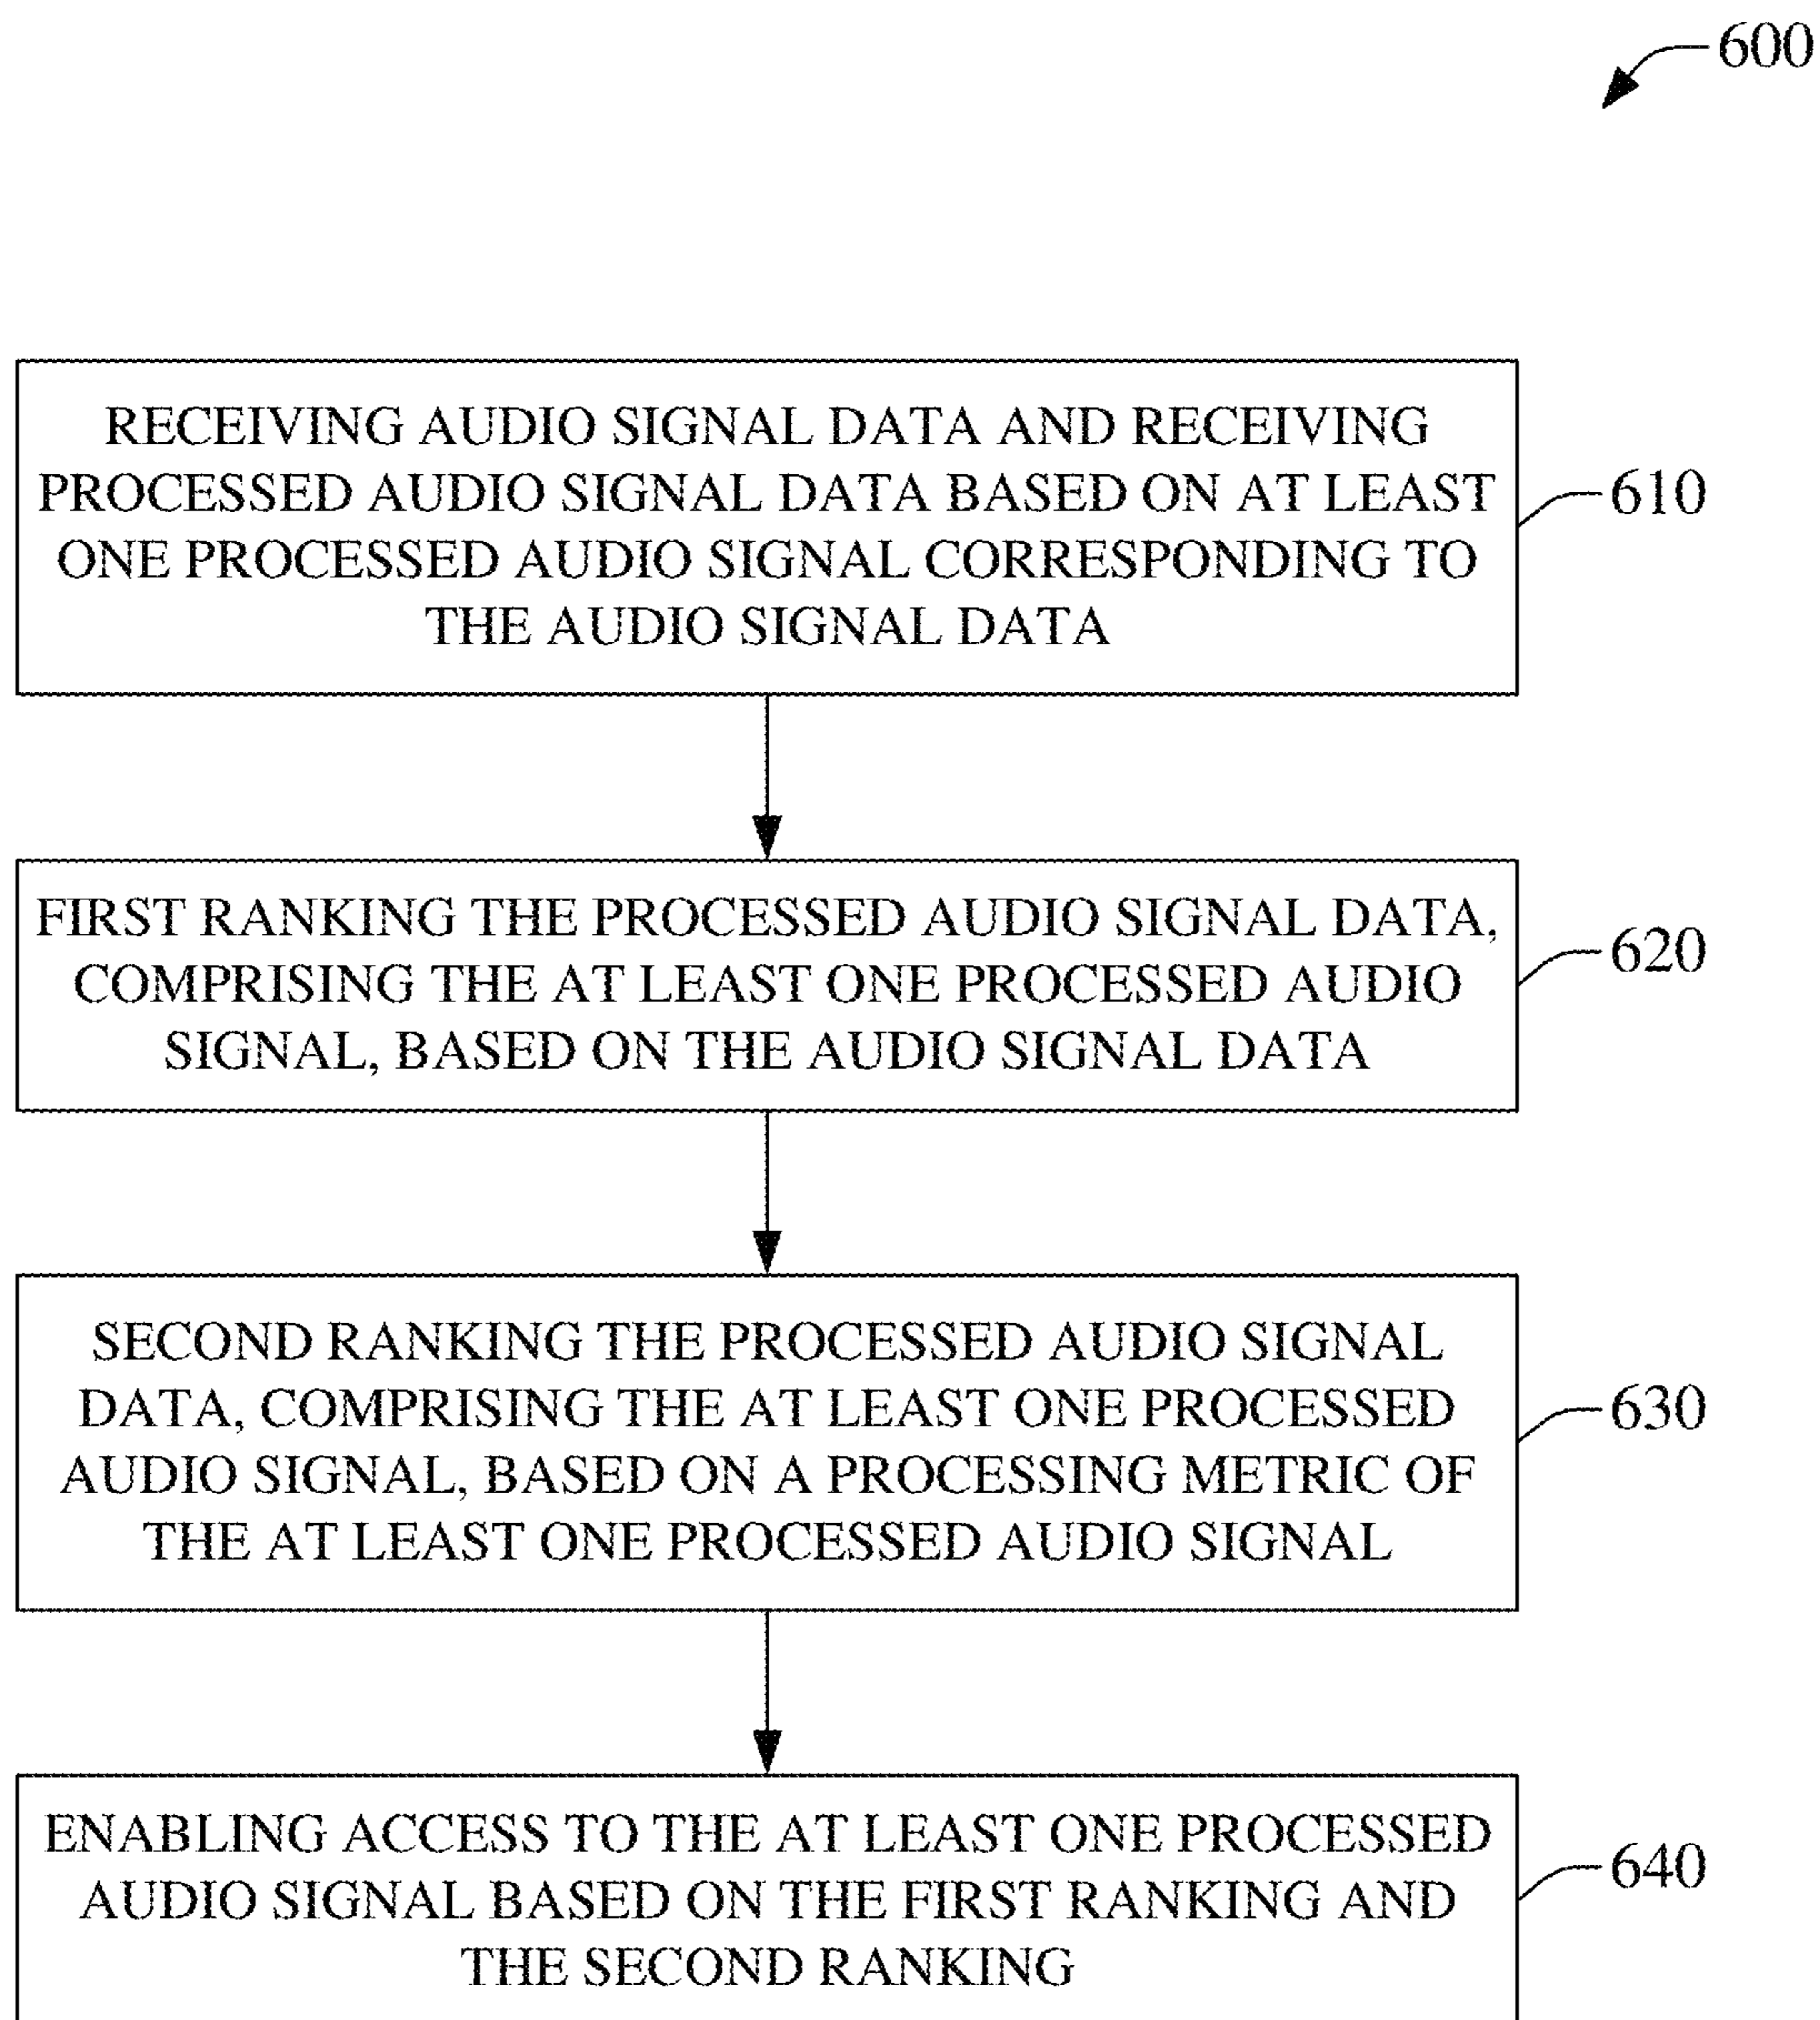 600
RECEIVING AUDIO SIGNAL DATA AND RECEIVING
PROCESSED AUDIO SIGNAL DATA BASED ON AT LEAST
ONE PROCESSED AUDIO SIGNAL CORRESPONDING TO
THE AUDIO SIGNAL DATA
610
FIRST RANKING THE PROCESSED AUDIO SIGNAL DATA,
COMPRISING THE AT LEAST ONE PROCESSED AUDIO
SIGNAL, BASED ON THE AUDIO SIGNAL DATA
620
SECOND RANKING THE PROCESSED AUDIO SIGNAL
DATA, COMPRISING THE AT LEAST ONE PROCESSED
AUDIO SIGNAL, BASED ON A PROCESSING METRIC OF
THE AT LEAST ONE PROCESSED AUDIO SIGNAL
630
ENABLING ACCESS TO THE AT LEAST ONE PROCESSED
AUDIO SIGNAL BASED ON THE FIRST RANKING AND
THE SECOND RANKING
640